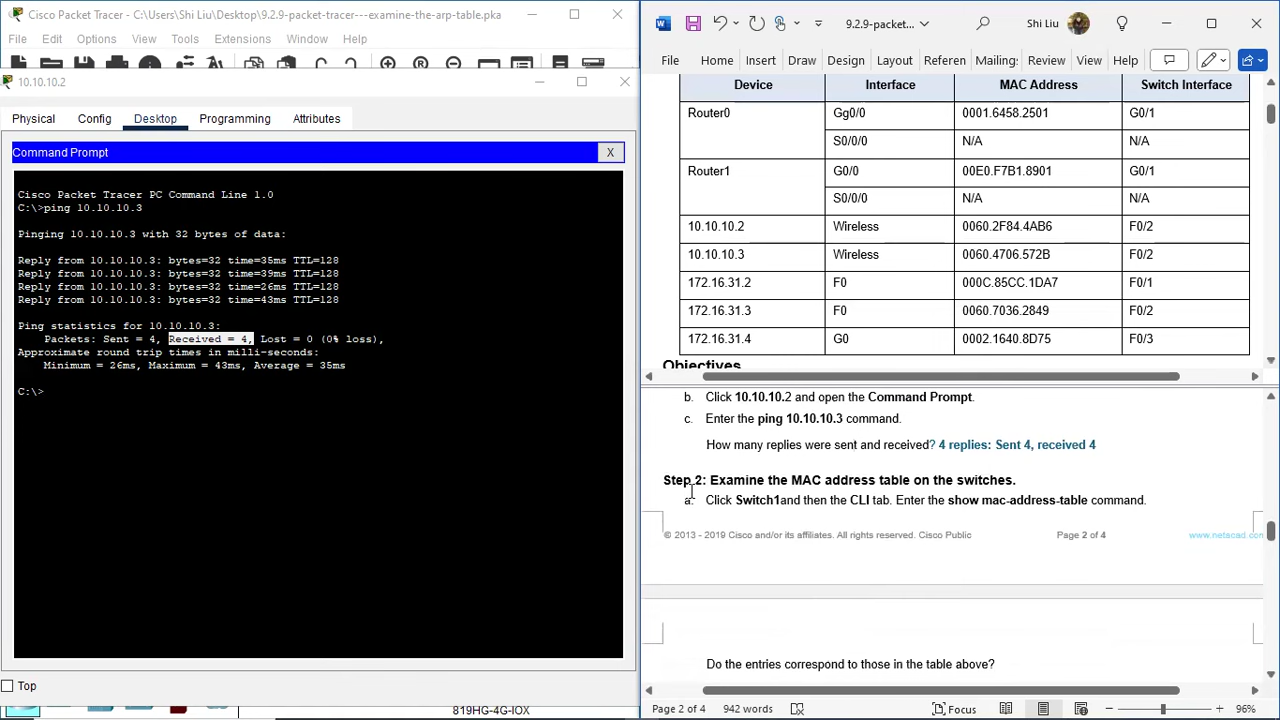 Cisco Packet Tracer - C:\Users\Shi Liu\Desktop\9.2.9-packet-tracer---examine-the-arp-table.pka
File Edit Options View Tools Extensions Window Help
10.10.10.2
Physical Config Desktop Programming Attributes
Command Prompt X
Cisco Packet Tracer PC Command Line 1.0
C:\>ping 10.10.10.3
Pinging 10.10.10.3 with 32 bytes of data:
Reply from 10.10.10.3: bytes=32 time=35ms TTL=128
Reply from 10.10.10.3: bytes=32 time=39ms TTL=128
Reply from 10.10.10.3: bytes=32 time=26ms TTL=128
Reply from 10.10.10.3: bytes=32 time=43ms TTL=128
Ping statistics for 10.10.10.3:
Packets: Sent = 4, Received = 4, Lost = 0 (0% loss),
Approximate round trip times in milli-seconds:
Minimum = 26ms, Maximum = 43ms, Average = 35ms
C:\>
Top
819HG-4G-IOX
9.2.9-packet... Shi Liu
File Home Insert Draw Design Layout Referen Mailing: Review View Help
Device Interface MAC Address Switch Interface
Router0 Gg0/0 0001.6458.2501 G0/1
S0/0/0 N/A N/A
Router1 G0/0 00E0.F7B1.8901 G0/1
S0/0/0 N/A N/A
10.10.10.2 Wireless 0060.2F84.4AB6 F0/2
10.10.10.3 Wireless 0060.4706.572B F0/2
172.16.31.2 F0 000C.85CC.1DA7 F0/1
172.16.31.3 F0 0060.7036.2849 F0/2
172.16.31.4 G0 0002.1640.8D75 F0/3
Objectives
b. Click 10.10.10.2 and open the Command Prompt.
c. Enter the ping 10.10.10.3 command.
How many replies were sent and received? 4 replies: Sent 4, received 4
Step 2: Examine the MAC address table on the switches.
a. Click Switch1and then the CLI tab. Enter the show mac-address-table command.
© 2013 - 2019 Cisco and/or its affiliates. All rights reserved. Cisco Public Page 2 of 4 www.netacad.com
Do the entries correspond to those in the table above?
Page 2 of 4 942 words Focus 96%